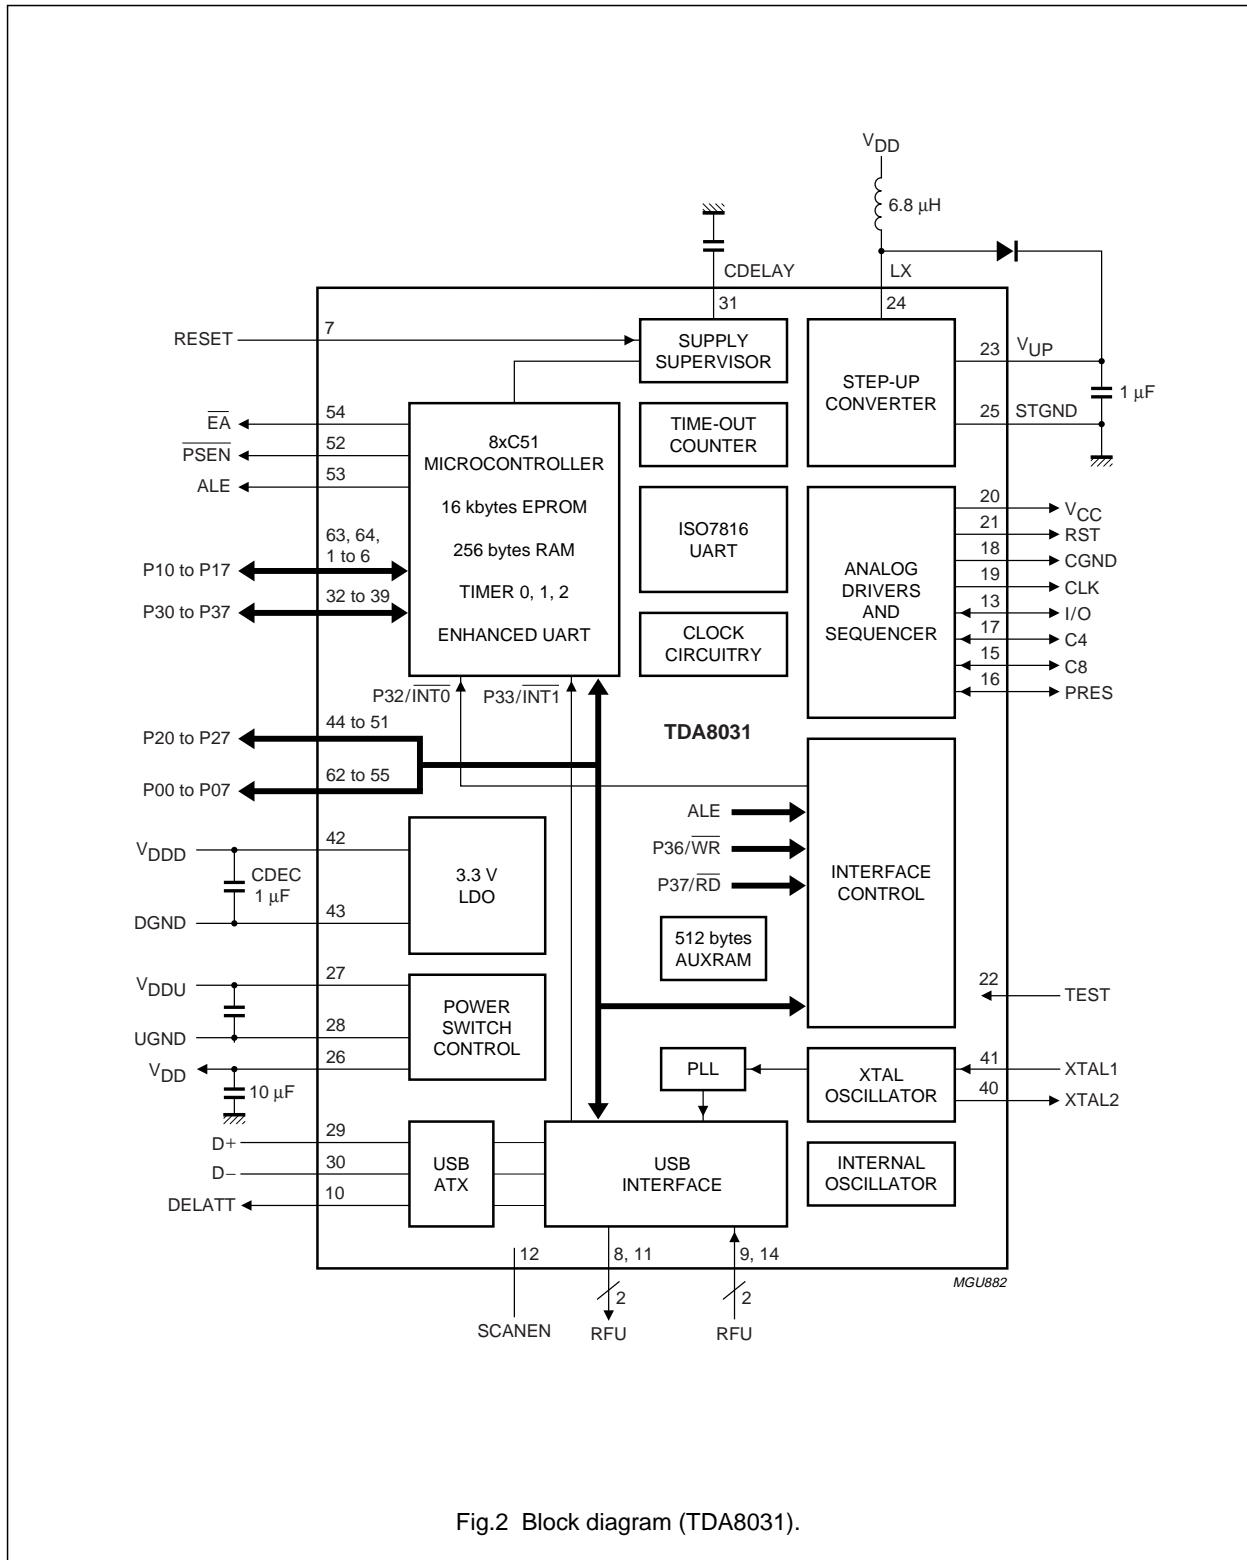 VDD
6.8 μH
CDELAY
LX
31
24
RESET
7
SUPPLY
SUPERVISOR
STEP-UP
CONVERTER
23
VUP
1 μF
25
STGND
EA
54
PSEN
52
ALE
53
8xC51
MICROCONTROLLER
16 kbytes EPROM
256 bytes RAM
TIMER 0, 1, 2
ENHANCED UART
TIME-OUT
COUNTER
ISO7816
UART
CLOCK
CIRCUITRY
ANALOG
DRIVERS
AND
SEQUENCER
20
VCC
21
RST
18
CGND
19
CLK
13
I/O
17
C4
15
C8
16
PRES
P10 to P17
63, 64,
1 to 6
P30 to P37
32 to 39
P32/INT0
P33/INT1
TDA8031
P20 to P27
44 to 51
P00 to P07
62 to 55
ALE
P36/WR
P37/RD
INTERFACE
CONTROL
512 bytes
AUXRAM
VDDD
42
CDEC
1 μF
DGND
43
3.3 V
LDO
VDDU
27
UGND
28
VDD
26
10 μF
POWER
SWITCH
CONTROL
22
TEST
PLL
XTAL
OSCILLATOR
41
XTAL1
40
XTAL2
D+
29
D−
30
DELATT
10
USB
ATX
USB
INTERFACE
INTERNAL
OSCILLATOR
12
8, 11
9, 14
2
2
SCANEN
RFU
RFU
MGU882
Fig.2 Block diagram (TDA8031).